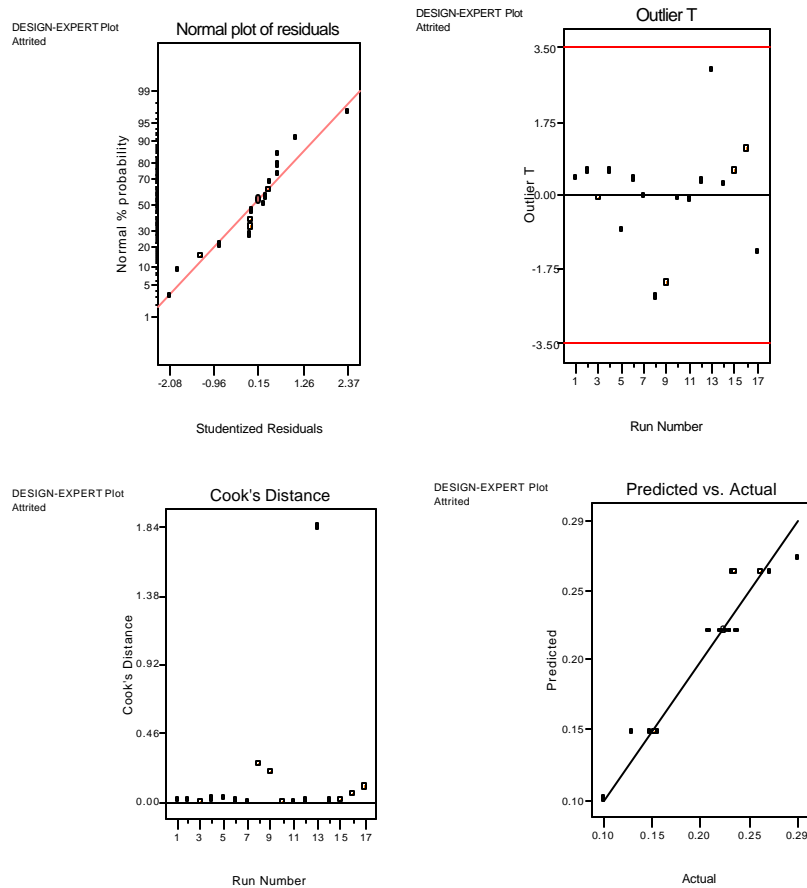 DESIGN-EXPERT Plot
Attrited
Normal plot of residuals
99
95
90
80
70
50
30
20
10
5
1
Normal % probability
-2.08
-0.96
0.15
1.26
2.37
Studentized Residuals
DESIGN-EXPERT Plot
Attrited
Outlier T
3.50
1.75
0.00
-1.75
-3.50
Outlier T
1
3
5
7
9
11
13
15
17
Run Number
DESIGN-EXPERT Plot
Attrited
Cook's Distance
1.84
1.38
0.92
0.46
0.00
Cook's Distance
1
3
5
7
9
11
13
15
17
Run Number
DESIGN-EXPERT Plot
Attrited
Predicted vs. Actual
0.29
0.25
0.20
0.15
0.10
Predicted
0.10
0.15
0.20
0.25
0.29
Actual